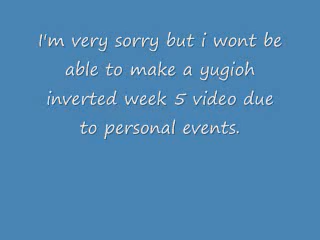 I'm very sorry but i wont be
able to make a yugioh
inverted week 5 video due
to personal events.